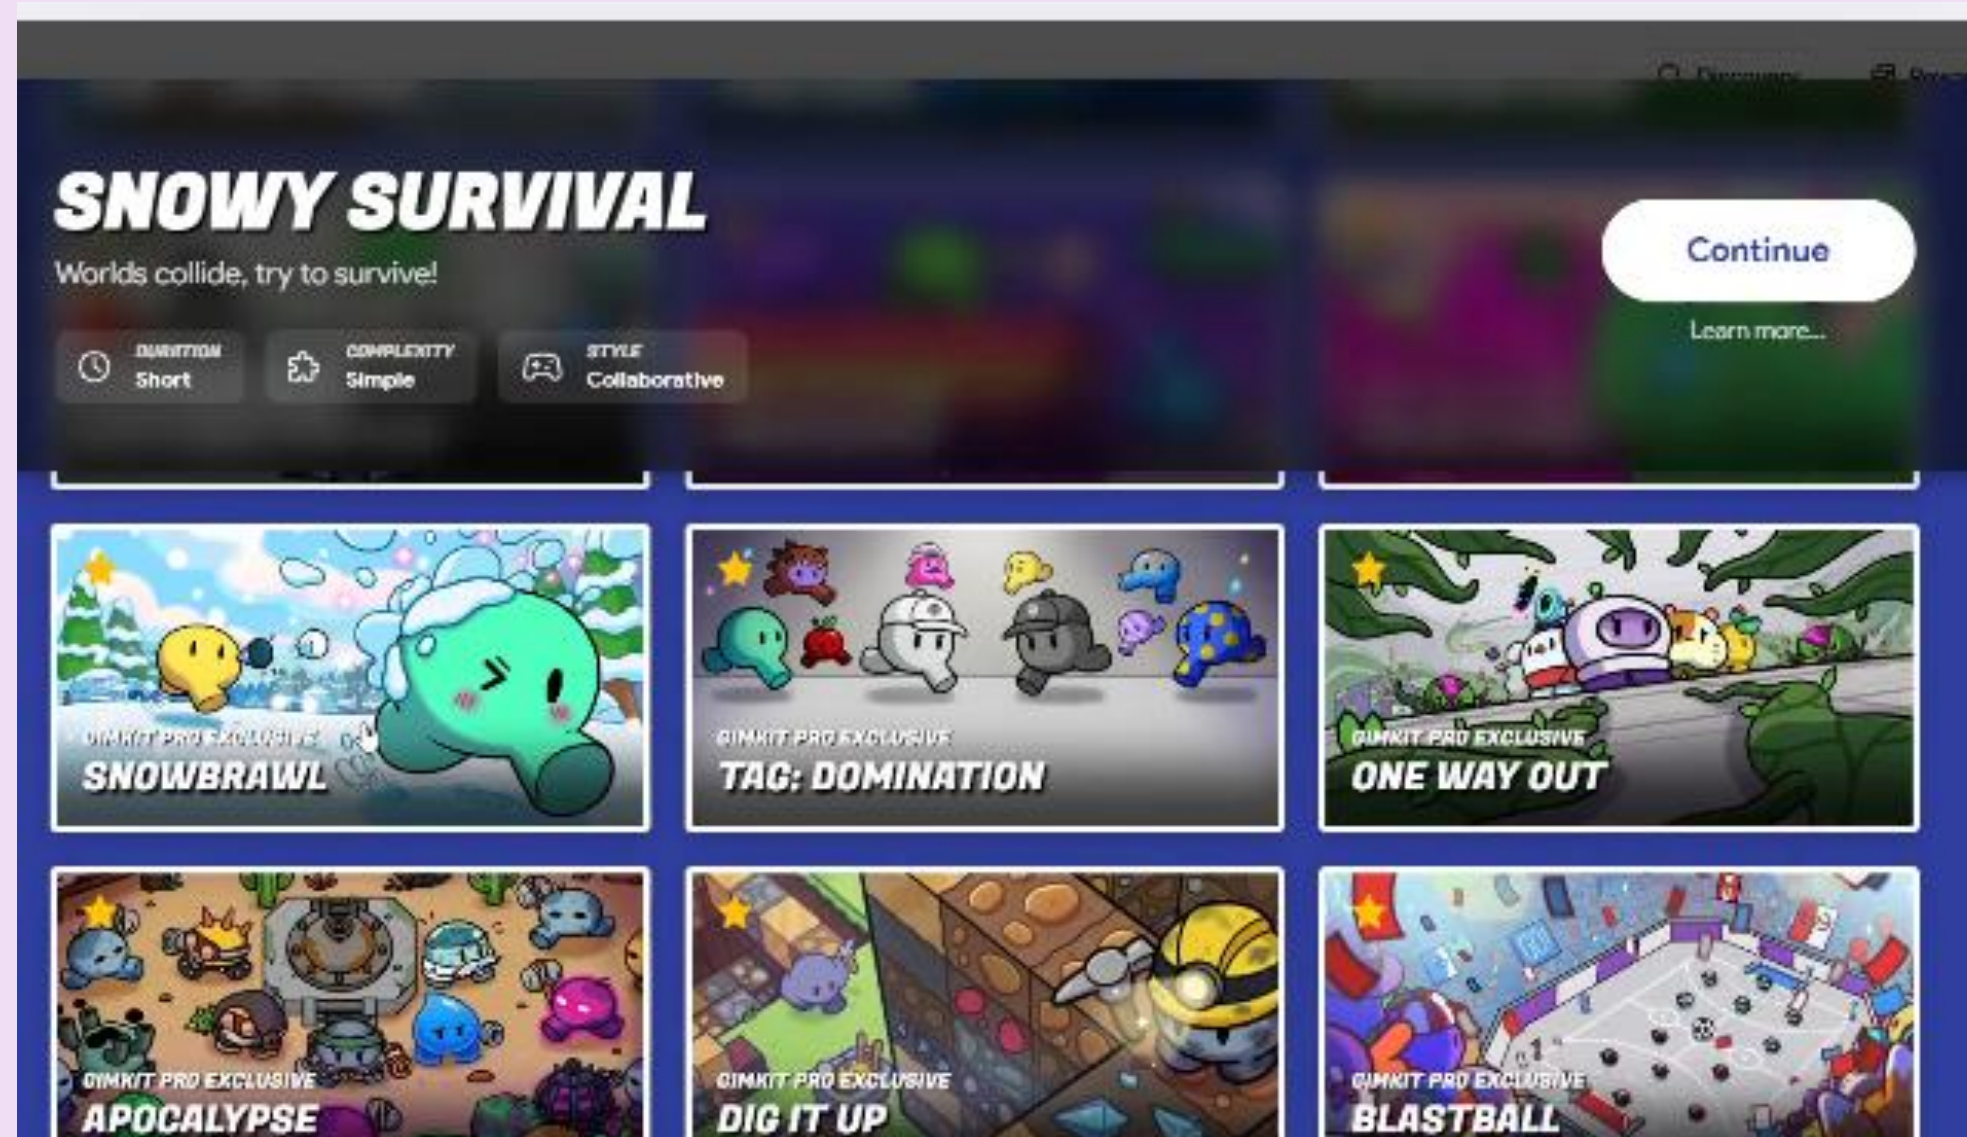 SNOWY SURVIVAL
Worlds collide, try to survive!
Continue
Learn more...
DURATION
Short
COMPLEXITY
Simple
STYLE
Collaborative
GIMKIT PRO EXCLUSIVE
SNOWBRAWL
GIMKIT PRO EXCLUSIVE
TAG: DOMINATION
GIMKIT PRO EXCLUSIVE
ONE WAY OUT
GIMKIT PRO EXCLUSIVE
APOCALYPSE
GIMKIT PRO EXCLUSIVE
DIG IT UP
GIMKIT PRO EXCLUSIVE
BLASTBALL